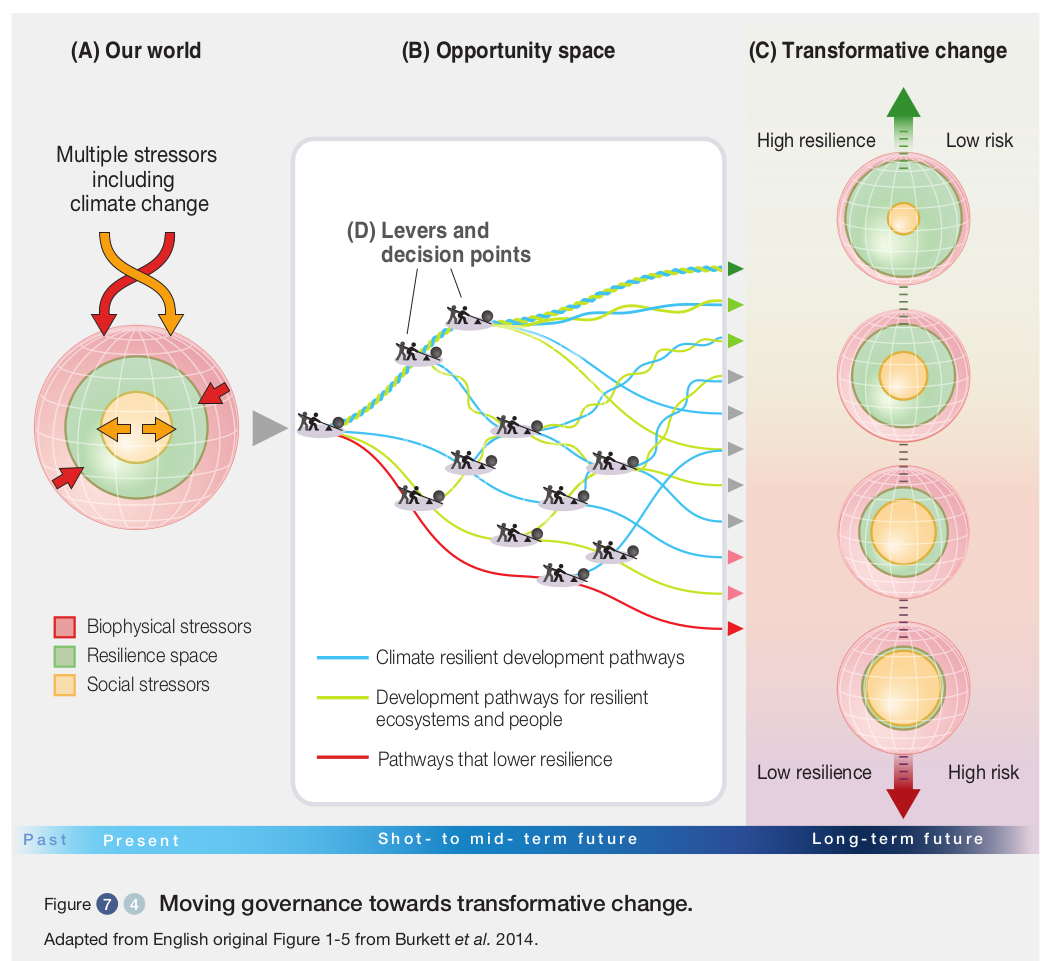 (A) Our world
(B) Opportunity space
(C) Transformative change
Multiple stressors
including
climate change
(D) Levers and
decision points
High resilience
Low risk
Biophysical stressors
Resilience space
Social stressors
Climate resilient development pathways
Development pathways for resilient
ecosystems and people
Pathways that lower resilience
Low resilience
High risk
Past
Present
Shot- to mid- term future
Long-term future
Figure 7 4 Moving governance towards transformative change.
Adapted from English original Figure 1-5 from Burkett et al. 2014.